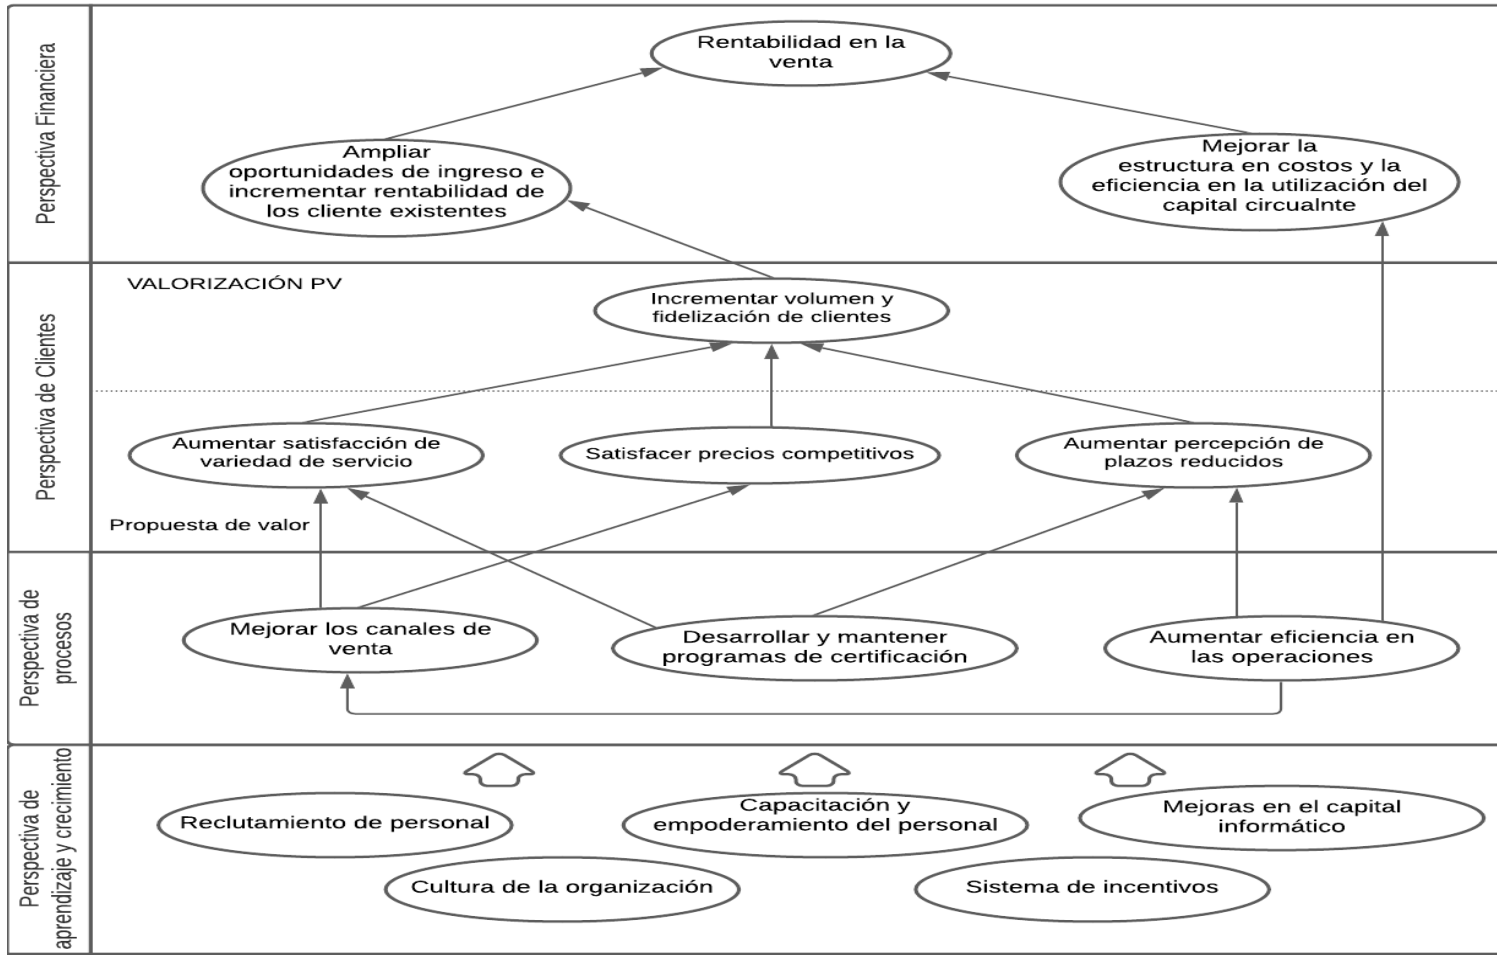 Perspectiva Financiera
Rentabilidad en la
venta
Ampliar
oportunidades de ingreso e
incrementar rentabilidad de
los cliente existentes
Mejorar la
estructura en costos y la
eficiencia en la utilización del
capital circualnte
Perspectiva de Clientes
VALORIZACIÓN PV
Incrementar volumen y
fidelización de clientes
Aumentar satisfacción de
variedad de servicio
Satisfacer precios competitivos
Aumentar percepción de
plazos reducidos
Propuesta de valor
Perspectiva de
procesos
Mejorar los canales de
venta
Desarrollar y mantener
programas de certificación
Aumentar eficiencia en
las operaciones
Perspectiva de
aprendizaje y crecimiento
Reclutamiento de personal
Capacitación y
empoderamiento del personal
Mejoras en el capital
informático
Cultura de la organización
Sistema de incentivos